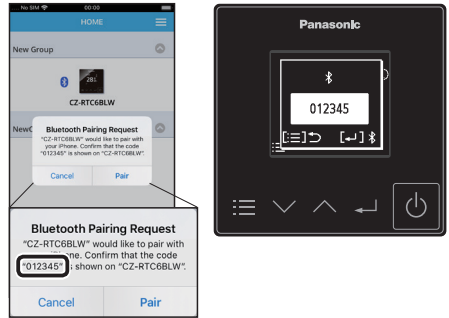 No SIM 00:00
HOME
New Group
281
CZ-RTC6BLW
Bluetooth Pairing Request
"CZ-RTC6BLW" would like to pair with
your iPhone. Confirm that the code
"012345" is shown on "CZ-RTC6BLW".
Cancel Pair
Bluetooth Pairing Request
"CZ-RTC6BLW" would like to pair with
ne. Confirm that the code
"012345" s shown on "CZ-RTC6BLW".
Cancel Pair
Panasonic
012345